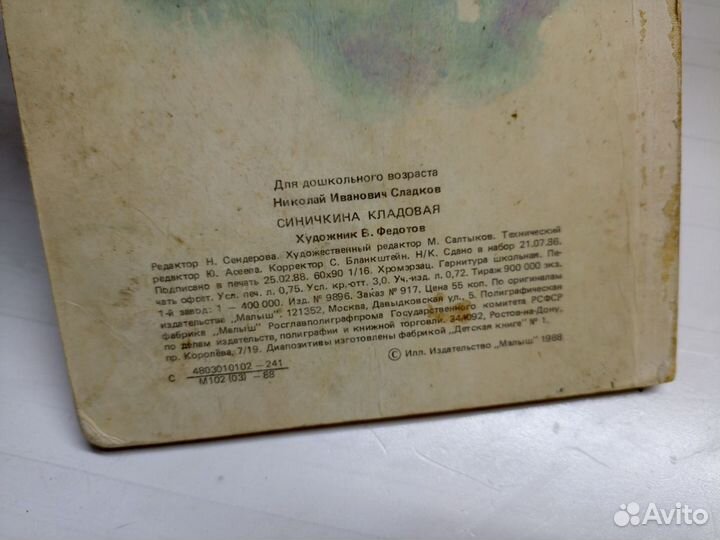 Для дошкольного возраста
Николай Иванович Сладков
СИНИЧКИНА КЛАДОВАЯ
Художник В. Федотов
Редактор Н. Сендерова. Художественный редактор М. Салтыков. Технический
редактор Ю. Асеева. Корректор С. Бланкштейн. Н/К. Сдано в набор 21.07.86.
Подписано в печать 25.02.88. 60х90 1/16. Хромэрзац. Гарнитура школьная. Пе-
чать офсет. Усл. печ. л. 0,75. Усл. кр.-отт. 3,0. Уч.-изд. л. 0,72. Тираж 900 000 экз.
1-й завод: 1 — 400 000. Изд. № 9896. Заказ № 917. Цена 55 коп. По оригиналам
издательства „Малыш" 121352, Москва, Давыдковская ул., 5. Полиграфическая
фабрика „Малыш" Росглавполиграфпрома Государственного комитета РСФСР
по делам издательств, полиграфии и книжной торговли. 344092, Ростов-на-Дону,
пр. Королёва, 7/19. Диапозитивы изготовлены фабрикой „Детская книга" № 1.
С 4803010102—241
М102(03)—88
© Илл. Издательство „Малыш" 1988
Avito